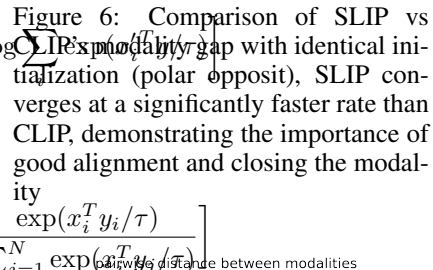 Figure 6: Comparison of SLIP vs
CLIP's modality gap with identical ini-
tialization (polar opposit), SLIP con-
verges at a significantly faster rate than
CLIP, demonstrating the importance of
good alignment and closing the modal-
ity
exp(x_i^T y_i/τ)
pairwise distance between modalities